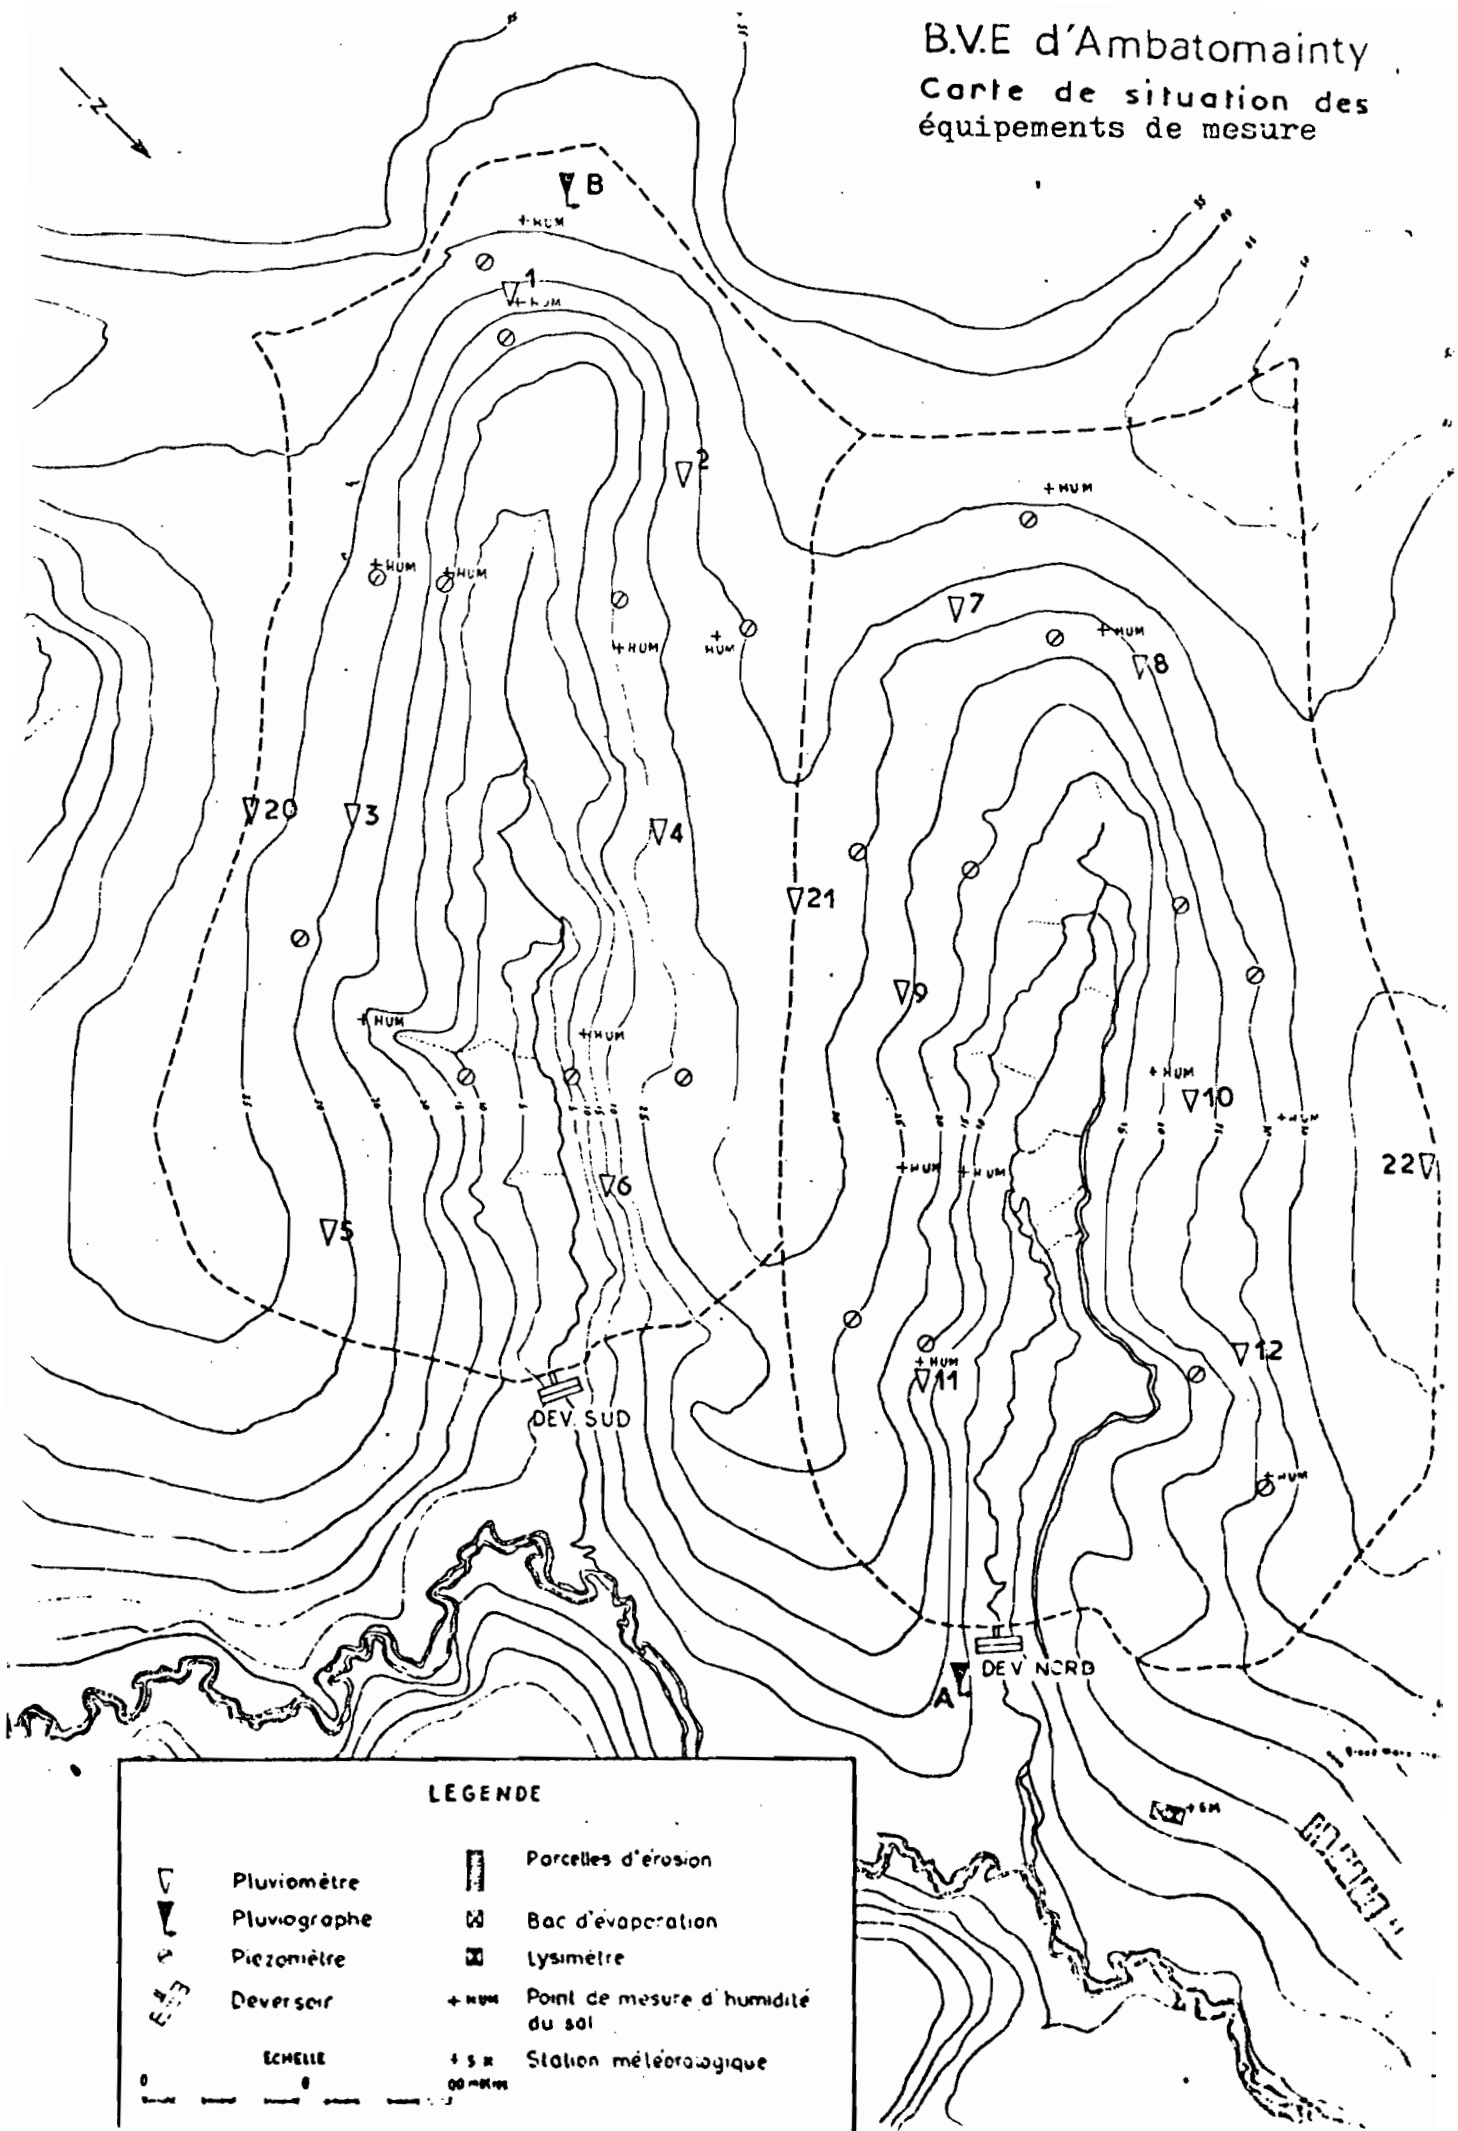 B.V.E d'Ambatomainty
Carte de situation des
équipements de mesure
N
B
+ HUM
1
+ HUM
2
+ HUM
+ HUM
+ HUM
7
+ HUM
+ HUM
+ HUM
8
20
3
4
21
9
+ HUM
+ HUM
+ HUM
10
+ HUM
+ HUM
+ HUM
22
6
5
12
+ HUM
11
DEV. SUD
+ HUM
DEV NORD
A
LEGENDE
Pluviomètre
Parcelles d'érosion
Pluviographe
Bac d'évaporation
Piezomètre
Lysimètre
Deversoir
+ HUM
Point de mesure d'humidité
du sol
ECHELLE
Station météorologique
0